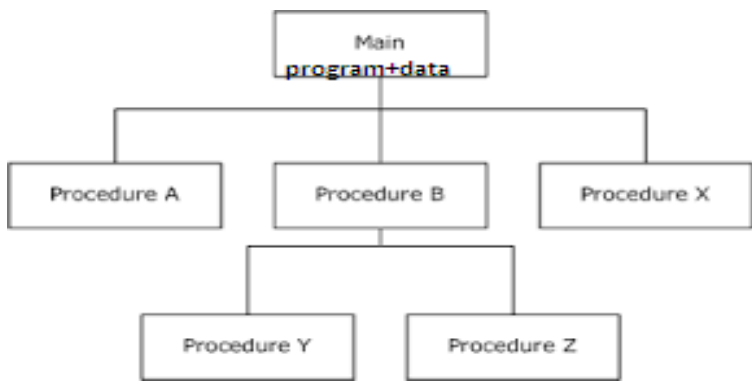 Main
program+data
Procedure A
Procedure B
Procedure X
Procedure Y
Procedure Z